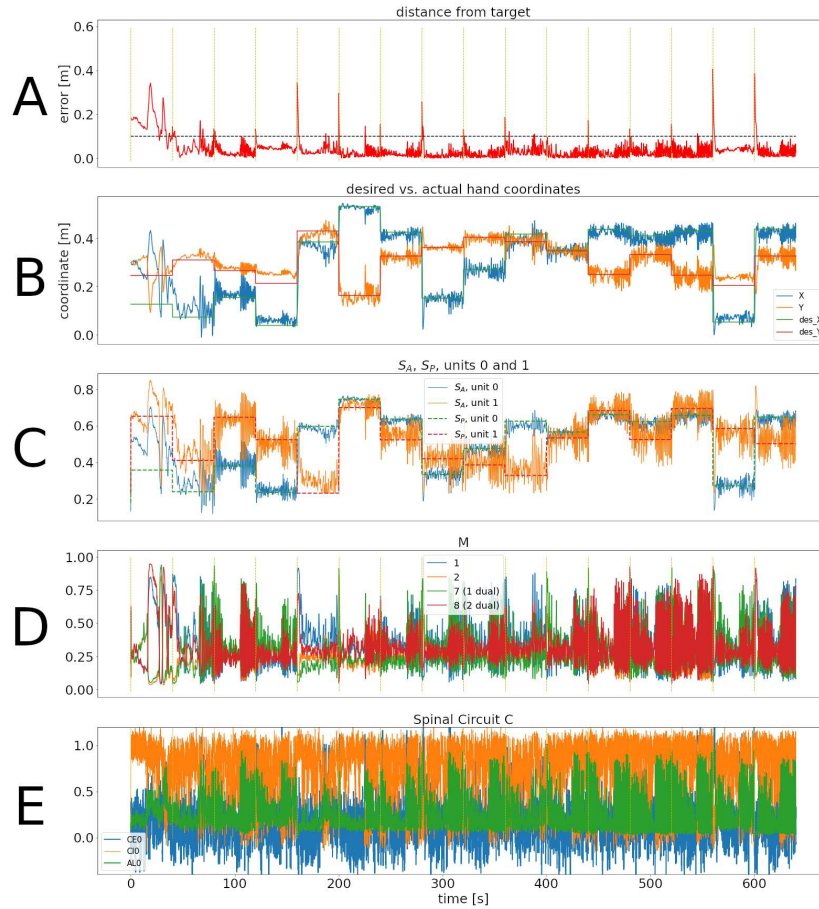 distance from target
A
error [m]
0.6
0.4
0.2
0.0
desired vs. actual hand coordinates
B
coordinate [m]
0.4
0.2
0.0
X
Y
des_X
des_Y
S_A, S_P, units 0 and 1
C
0.8
0.6
0.4
0.2
S_A, unit 0
S_A, unit 1
S_P, unit 0
S_P, unit 1
M
D
1.00
0.75
0.50
0.25
0.00
1
2
7 (1 dual)
8 (2 dual)
Spinal Circuit C
E
1.0
0.5
0.0
CE0
CI0
AL0
0 100 200 300 400 500 600
time [s]